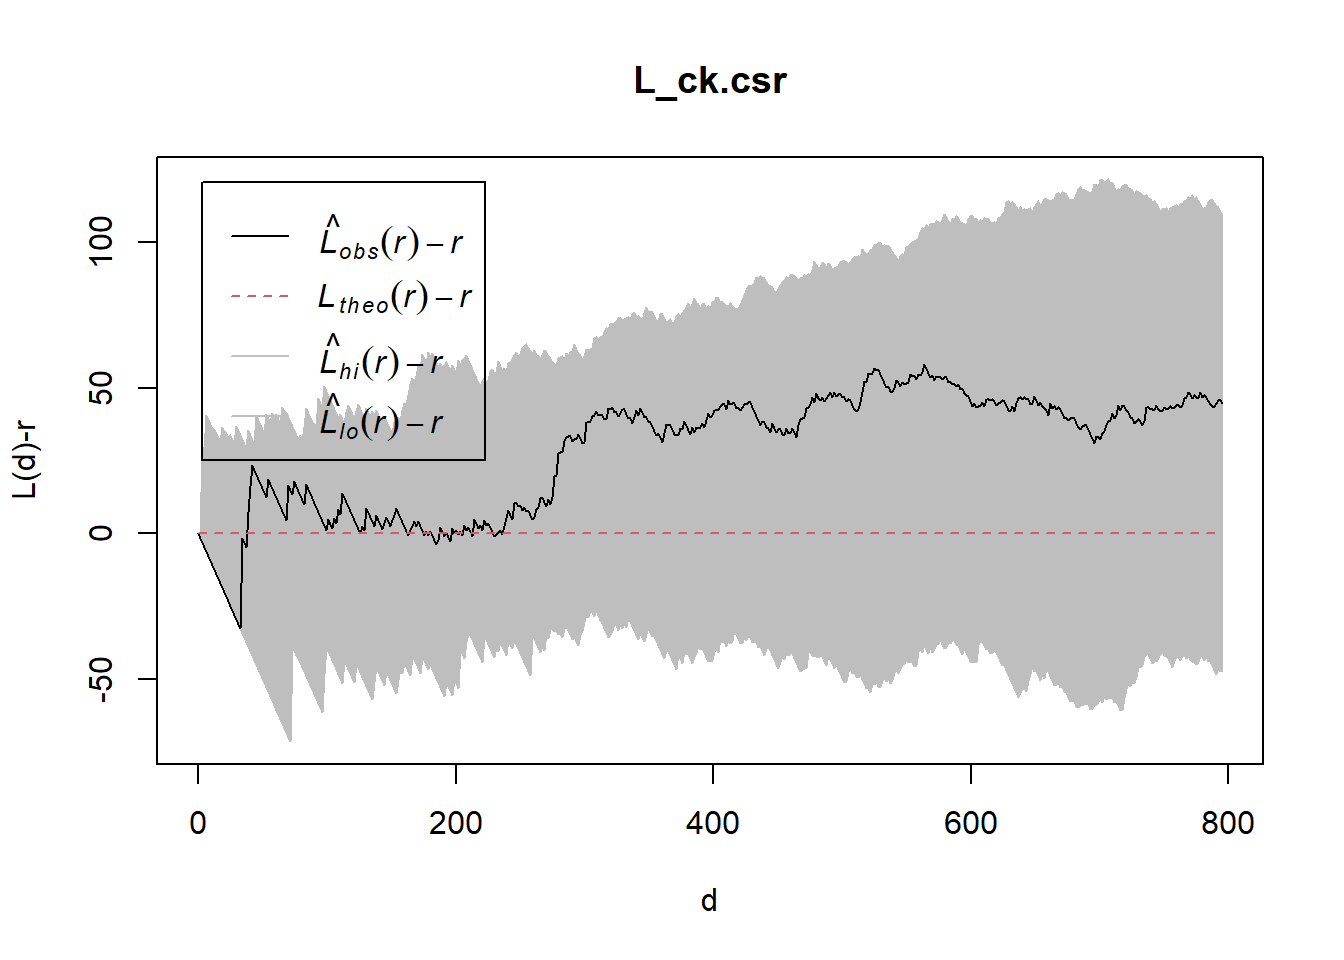 L_ck.csr
L̂obs(r) − r
Ltheo(r) − r
L̂hi(r) − r
L̂lo(r) − r
L(d)-r
100
50
0
-50
0 200 400 600 800
d